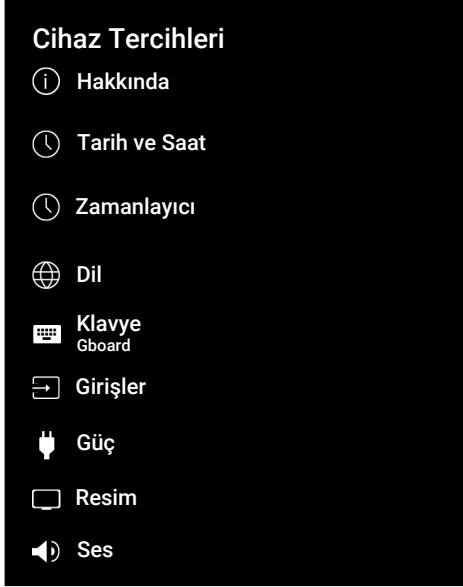 Cihaz Tercihleri
Hakkında
Tarih ve Saat
Zamanlayıcı
Dil
Klavye
Gboard
Girişler
Güç
Resim
Ses